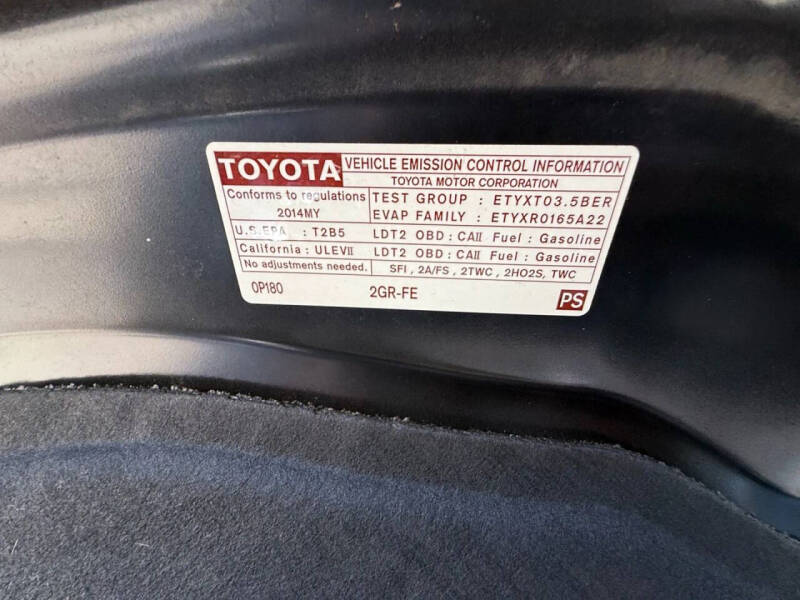 TOYOTA VEHICLE EMISSION CONTROL INFORMATION
TOYOTA MOTOR CORPORATION
Conforms to regulations
2014MY
TEST GROUP : ETYXT03.5BER
EVAP FAMILY : ETYXR0165A22
U.S.EPA : T2B5 LDT2 OBD : CAII Fuel : Gasoline
California : ULEVII LDT2 OBD : CAII Fuel : Gasoline
No adjustments needed. SFI , 2A/FS , 2TWC , 2HO2S, TWC
0P180 2GR-FE PS